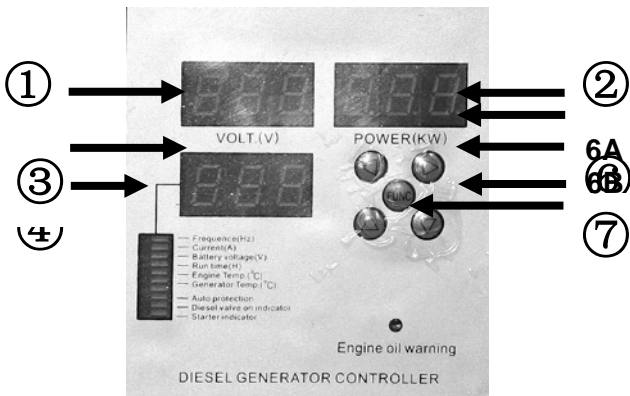 ① ②
VOLT.(V) POWER(KW)
6A
③ 6B
FUNC
⑦
Frequence(Hz)
Current(A)
Battery voltage(V)
Run time(H)
Engine Temp.(°C)
Generator Temp.(°C)
Auto protection
Diesel valve on indicator
Starter indicator
Engine oil warning
DIESEL GENERATOR CONTROLLER